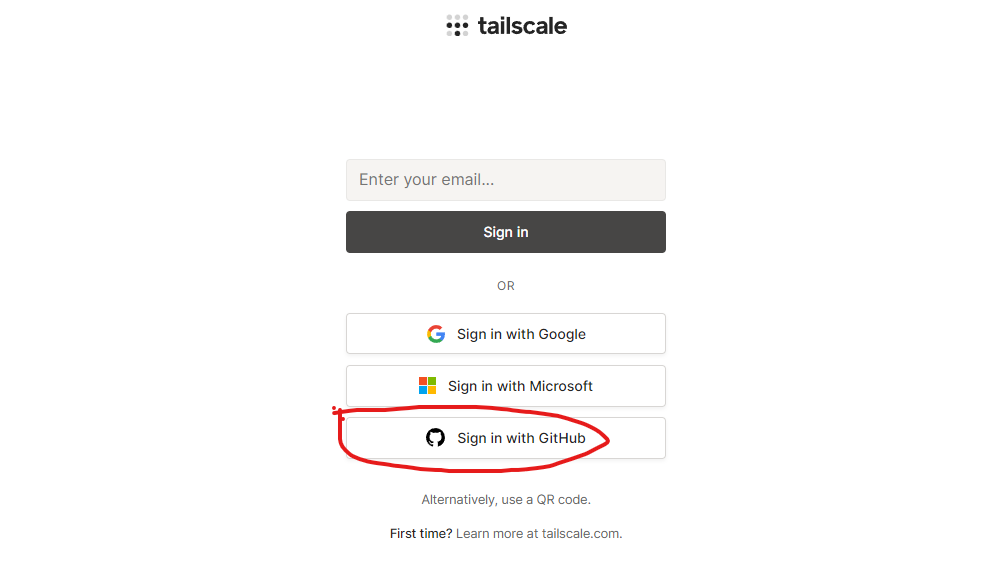 tailscale
Enter your email...
Sign in
OR
Sign in with Google
Sign in with Microsoft
Sign in with GitHub
Alternatively, use a QR code.
First time? Learn more at tailscale.com.